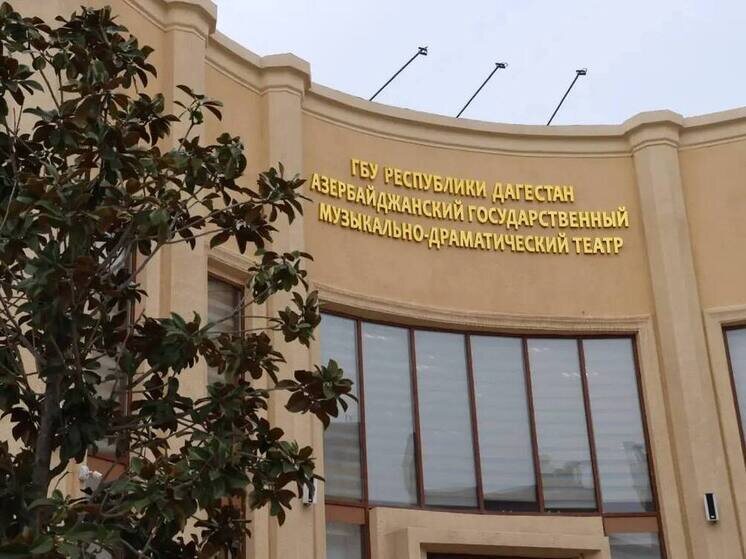 ГБУ РЕСПУБЛИКИ ДАГЕСТАН
АЗЕРБАЙДЖАНСКИЙ ГОСУДАРСТВЕННЫЙ
МУЗЫКАЛЬНО-ДРАМАТИЧЕСКИЙ ТЕАТР